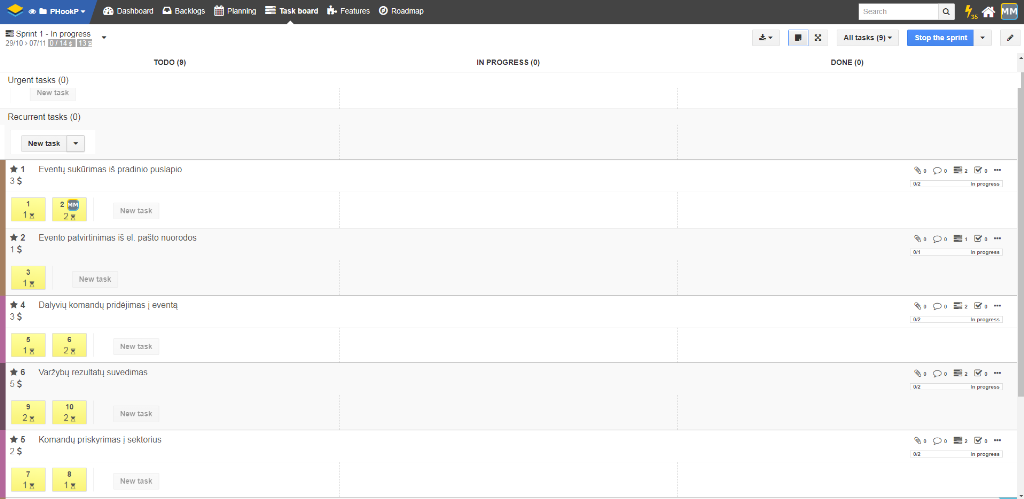 PHookP Dashboard Backlogs Planning Task board Features Roadmap Search 35 MM
Sprint 1 - In progress
29/10 › 07/11 0 / 14 $ 13
All tasks (9) Stop the sprint
TODO (9) IN PROGRESS (0) DONE (0)
Urgent tasks (0)
New task
Recurrent tasks (0)
New task
1 Eventų sukūrimas iš pradinio puslapio 0 0 2 0
3 $ 0/2 In progress
1 2 MM New task
1 2
2 Evento patvirtinimas iš el. pašto nuorodos 0 0 1 0
1 $ 0/1 In progress
3 New task
1
4 Dalyvių komandų pridėjimas į eventą 0 0 2 0
3 $ 0/2 In progress
5 6 New task
1 2
6 Varžybų rezultatų suvedimas 0 0 2 0
5 $ 0/2 In progress
9 10 New task
2 2
5 Komandų priskyrimas į sektorius 0 0 2 0
2 $ 0/2 In progress
7 8 New task
1 1